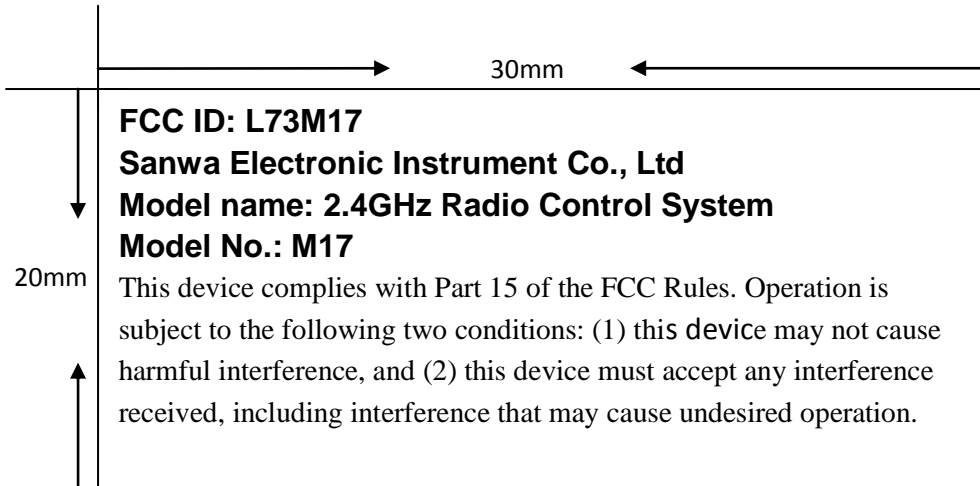 30mm
FCC ID: L73M17
Sanwa Electronic Instrument Co., Ltd
Model name: 2.4GHz Radio Control System
Model No.: M17
20mm
This device complies with Part 15 of the FCC Rules. Operation is
subject to the following two conditions: (1) this device may not cause
harmful interference, and (2) this device must accept any interference
received, including interference that may cause undesired operation.